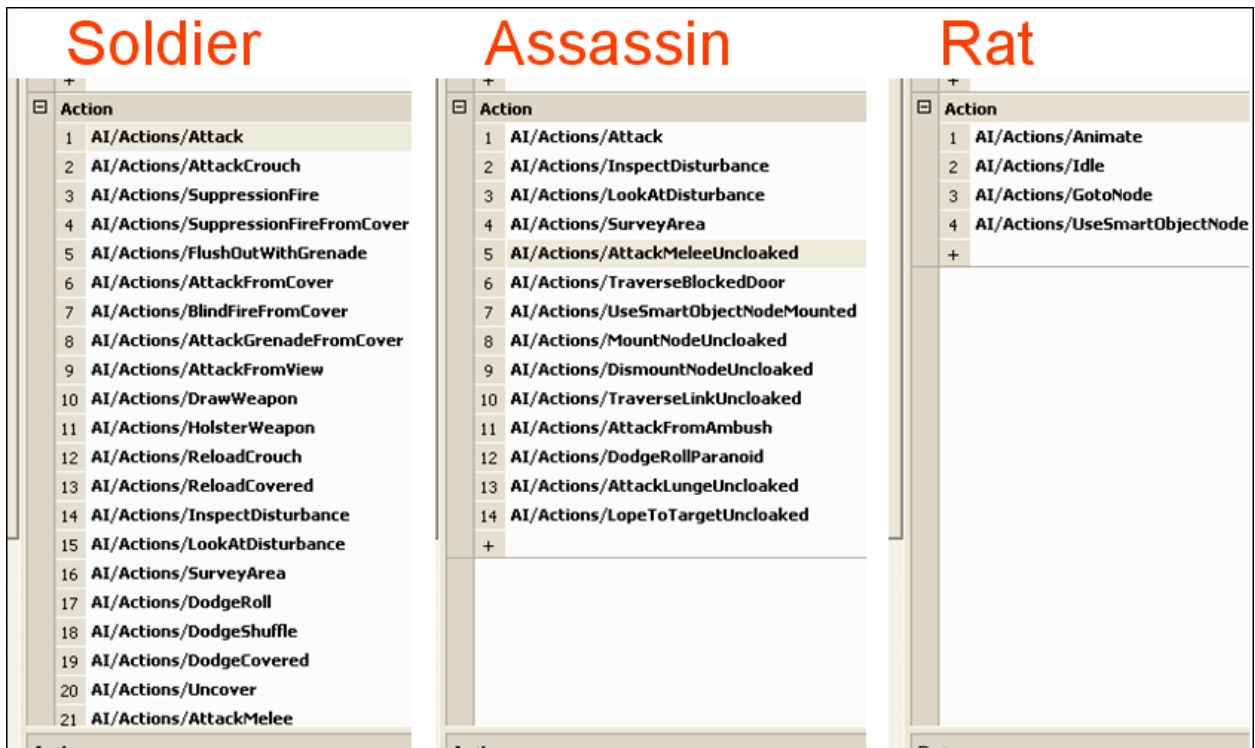 Soldier
Assassin
Rat
+
Action
1 AI/Actions/Attack
2 AI/Actions/AttackCrouch
3 AI/Actions/SuppressionFire
4 AI/Actions/SuppressionFireFromCover
5 AI/Actions/FlushOutWithGrenade
6 AI/Actions/AttackFromCover
7 AI/Actions/BlindFireFromCover
8 AI/Actions/AttackGrenadeFromCover
9 AI/Actions/AttackFromView
10 AI/Actions/DrawWeapon
11 AI/Actions/HolsterWeapon
12 AI/Actions/ReloadCrouch
13 AI/Actions/ReloadCovered
14 AI/Actions/InspectDisturbance
15 AI/Actions/LookAtDisturbance
16 AI/Actions/SurveyArea
17 AI/Actions/DodgeRoll
18 AI/Actions/DodgeShuffle
19 AI/Actions/DodgeCovered
20 AI/Actions/Uncover
21 AI/Actions/AttackMelee
+
Action
1 AI/Actions/Attack
2 AI/Actions/InspectDisturbance
3 AI/Actions/LookAtDisturbance
4 AI/Actions/SurveyArea
5 AI/Actions/AttackMeleeUncloaked
6 AI/Actions/TraverseBlockedDoor
7 AI/Actions/UseSmartObjectNodeMounted
8 AI/Actions/MountNodeUncloaked
9 AI/Actions/DismountNodeUncloaked
10 AI/Actions/TraverseLinkUncloaked
11 AI/Actions/AttackFromAmbush
12 AI/Actions/DodgeRollParanoid
13 AI/Actions/AttackLungeUncloaked
14 AI/Actions/LopeToTargetUncloaked
+
+
Action
1 AI/Actions/Animate
2 AI/Actions/Idle
3 AI/Actions/GotoNode
4 AI/Actions/UseSmartObjectNode
+